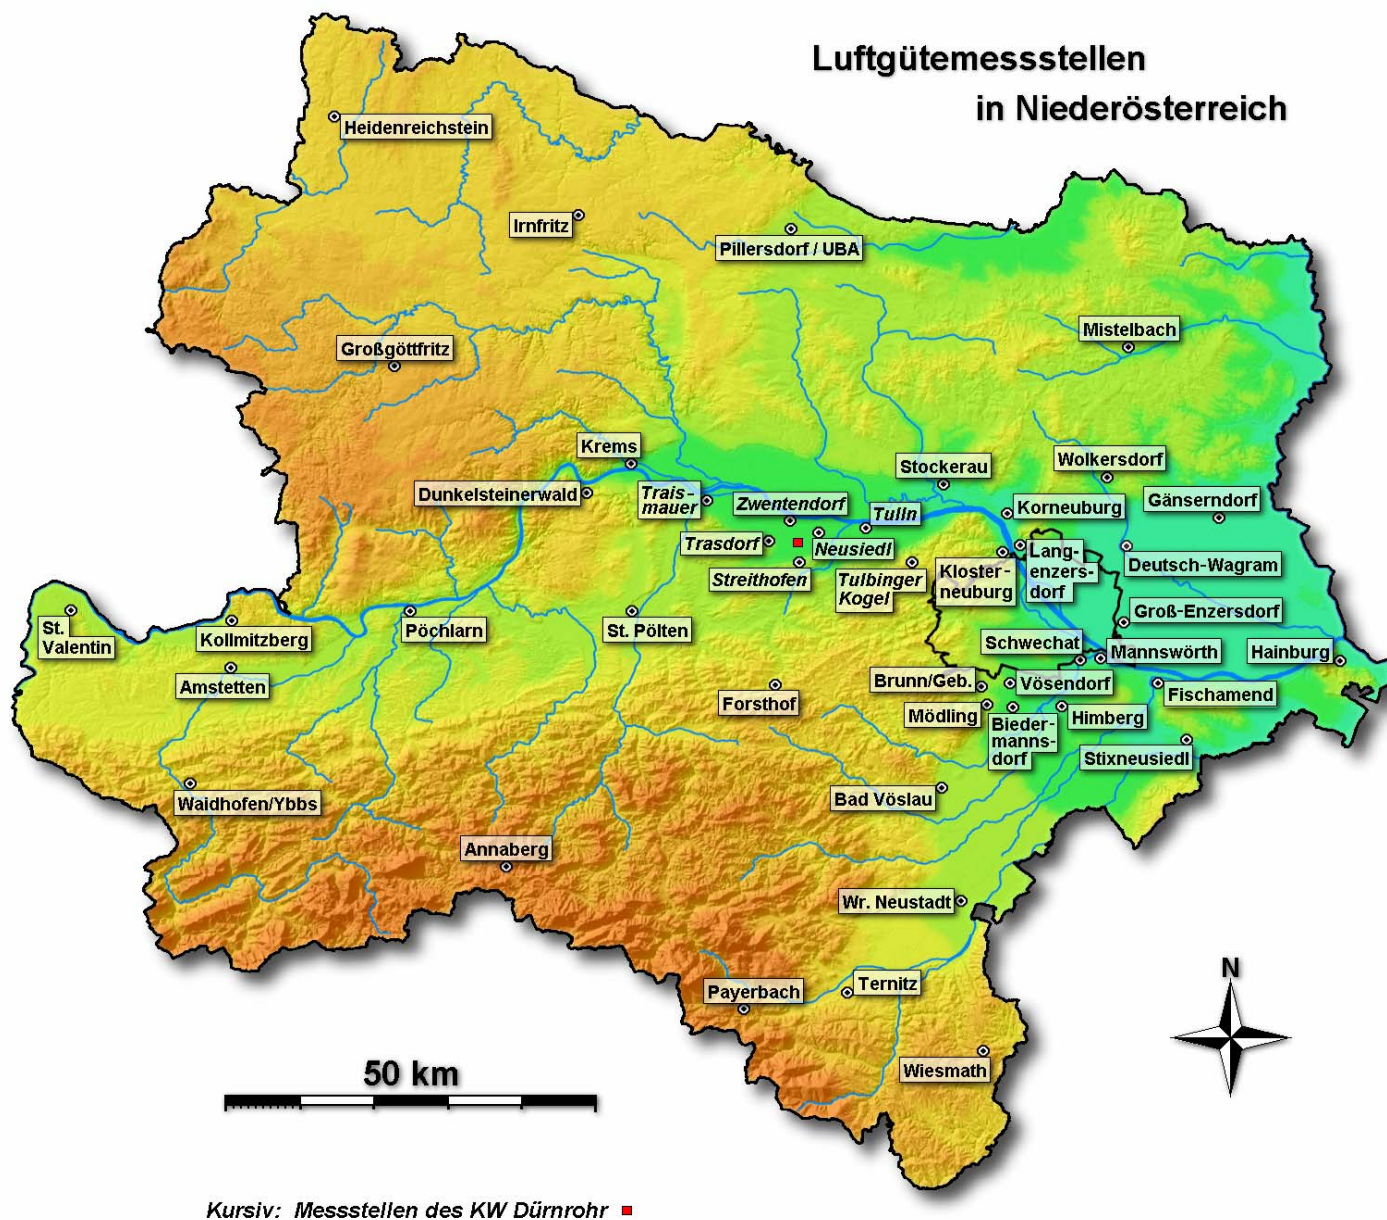 Luftgütemessstellen
in Niederösterreich
Heidenreichstein
Irnfritz
Pillersdorf / UBA
Mistelbach
Großgöttfritz
Krems
Stockerau
Wolkersdorf
Dunkelsteinerwald
Trais-
mauer
Zwentendorf
Tulln
Korneuburg
Gänserndorf
Trasdorf
Neusiedl
Streithofen
Tulbinger
Kogel
Kloster-
neuburg
Lang-
enzers-
dorf
Deutsch-Wagram
St.
Valentin
Kollmitzberg
Pöchlarn
St. Pölten
Groß-Enzersdorf
Schwechat
Mannswörth
Hainburg
Amstetten
Forsthof
Brunn/Geb.
Vösendorf
Fischamend
Mödling
Bieder-
manns-
dorf
Himberg
Stixneusiedl
Waidhofen/Ybbs
Bad Vöslau
Annaberg
Wr. Neustadt
N
Payerbach
Ternitz
Wiesmath
50 km
Kursiv: Messstellen des KW Dürnrohr